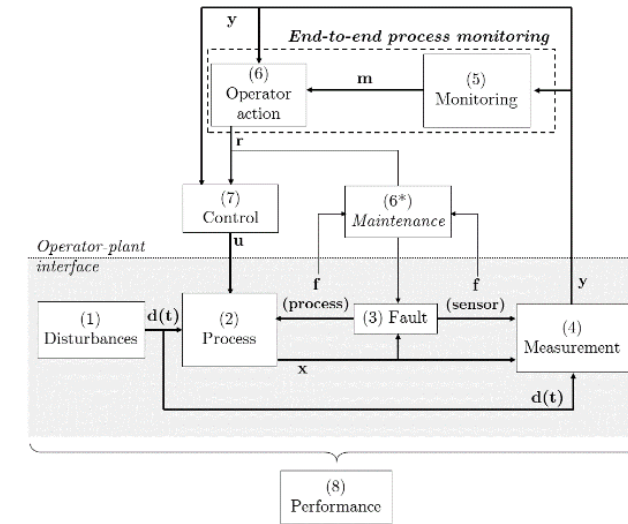 y
End-to-end process monitoring
(6)
Operator
action
m
(5)
Monitoring
r
(7)
Control
(6*)
Maintenance
u
Operator-plant
interface
f
(process)
f
(sensor)
y
(1)
Disturbances
d(t)
(2)
Process
(3) Fault
(4)
Measurement
x
d(t)
(8)
Performance